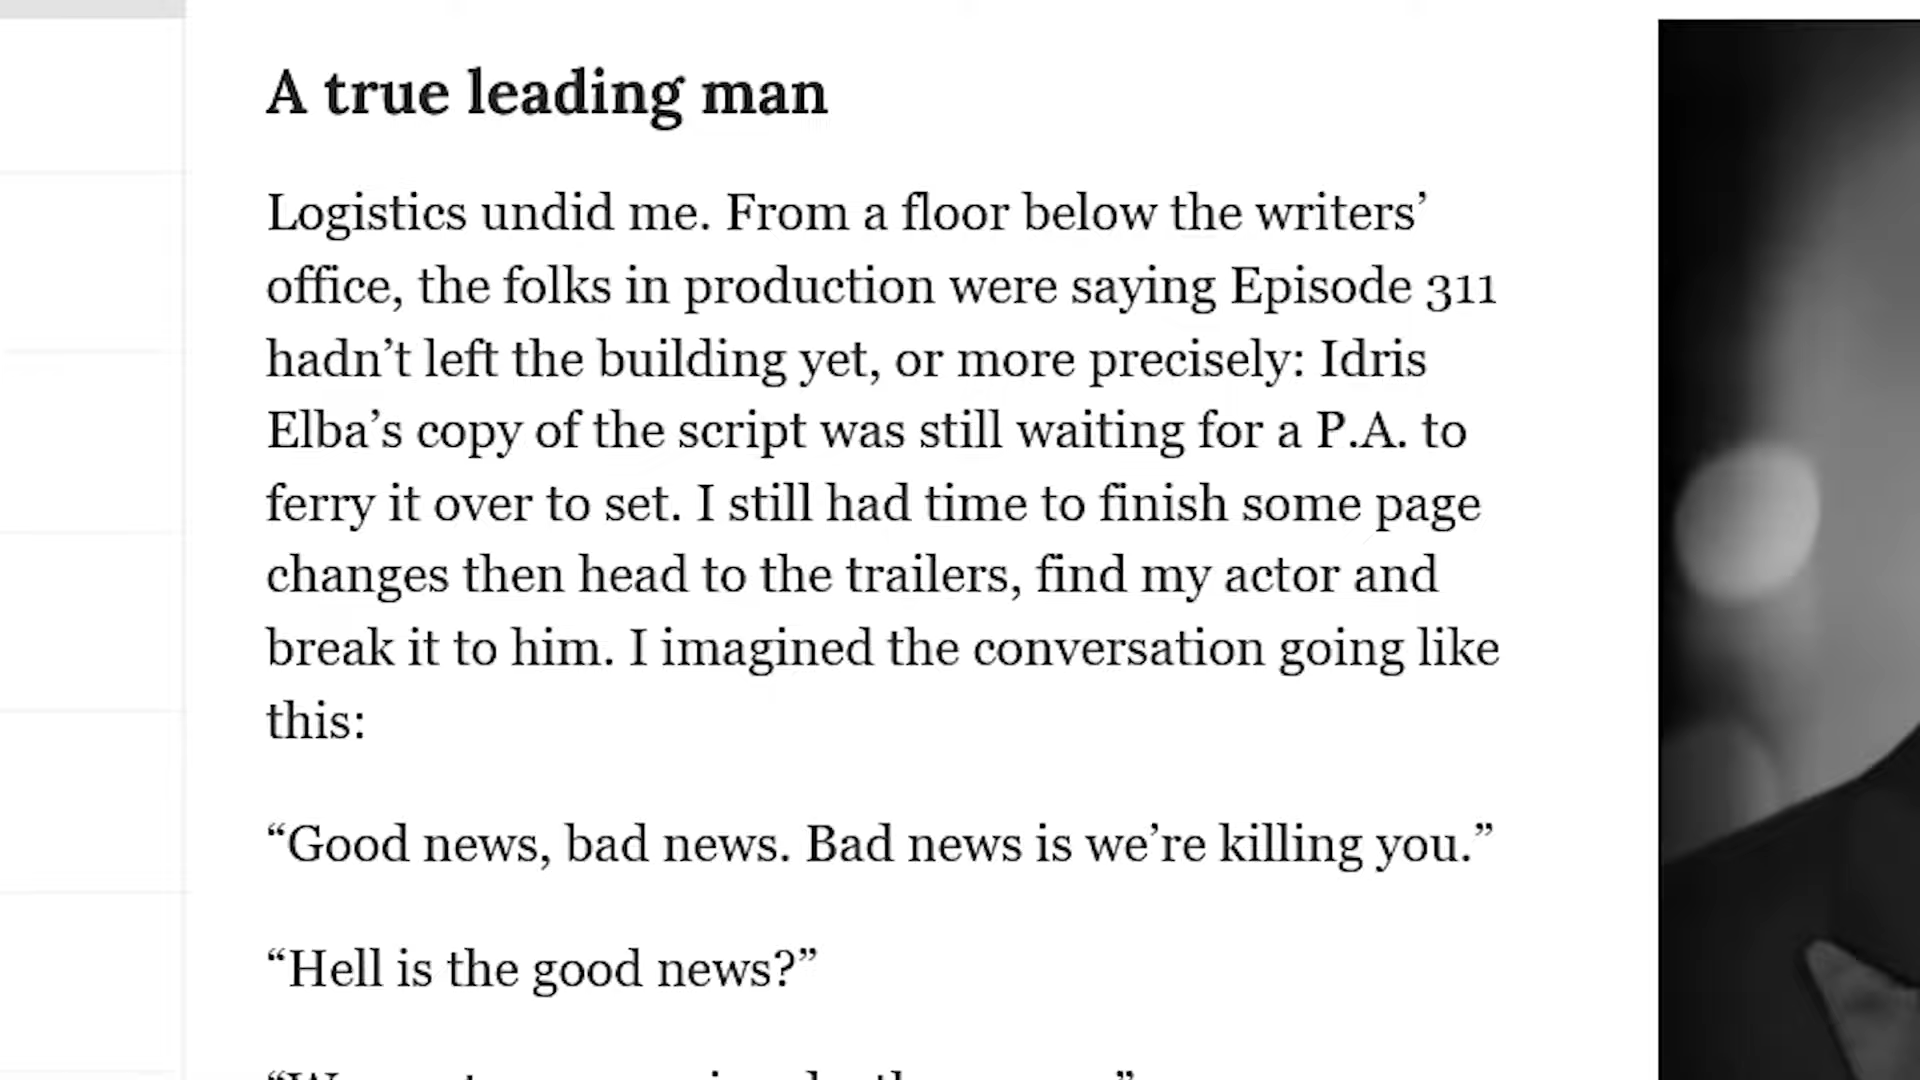 A true leading man
Logistics undid me. From a floor below the writers’
office, the folks in production were saying Episode 311
hadn’t left the building yet, or more precisely: Idris
Elba’s copy of the script was still waiting for a P.A. to
ferry it over to set. I still had time to finish some page
changes then head to the trailers, find my actor and
break it to him. I imagined the conversation going like
this:
“Good news, bad news. Bad news is we’re killing you.”
“Hell is the good news?”